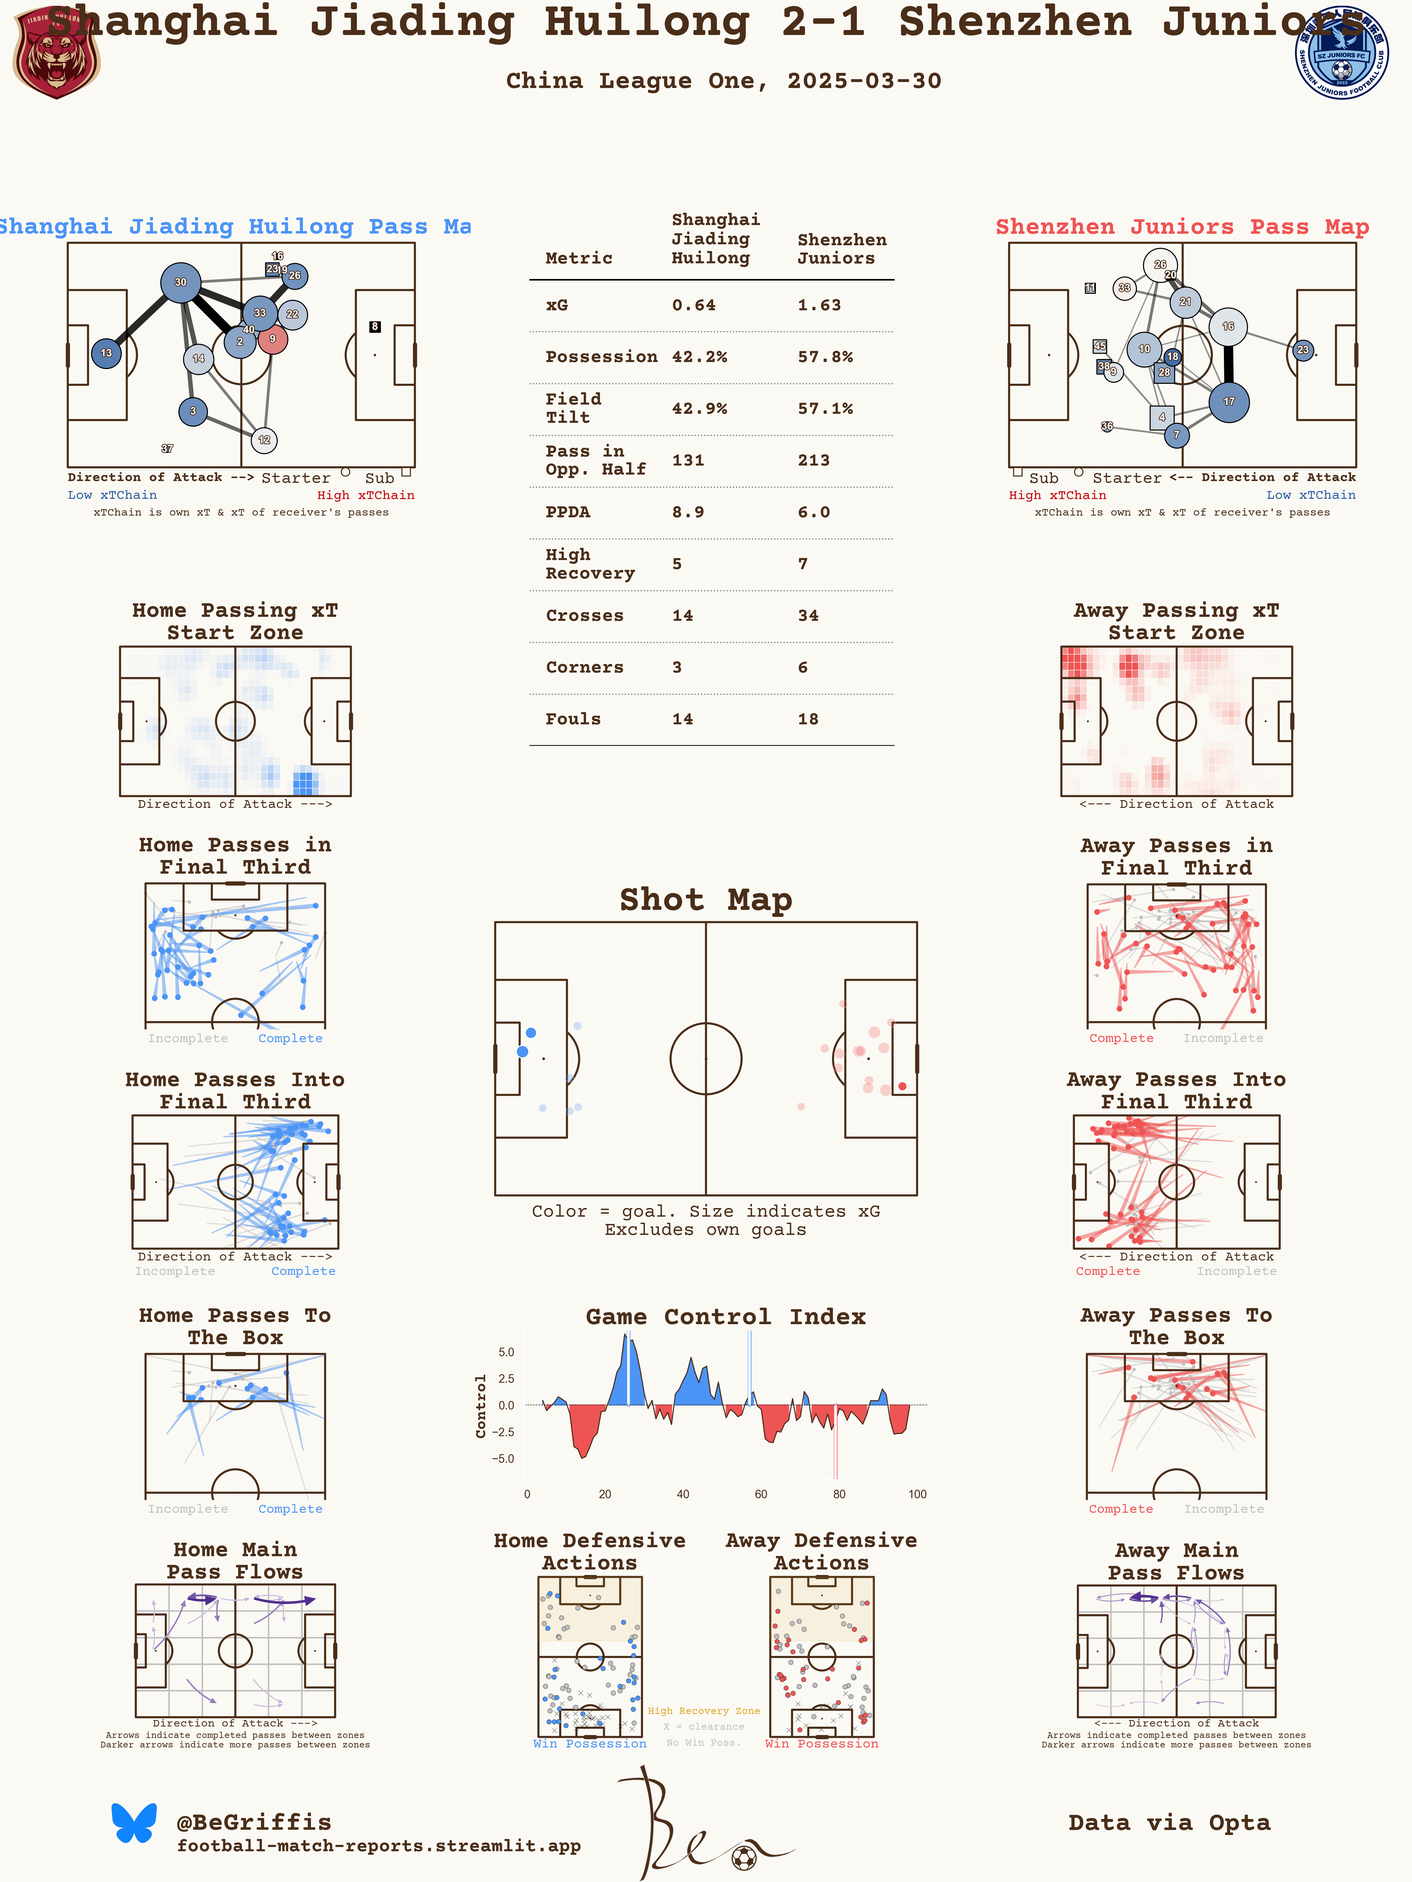 Shanghai Jiading Huilong 2-1 Shenzhen Juniors
China League One, 2025-03-30
SZ JUNIORS FC
SHENZHEN JUNIORS FOOTBALL CLUB
Shanghai Jiading Huilong Pass Ma
16
23 19 26
30
33
22
40
8
2
9
13
14
3
12
37
Direction of Attack --> Starter Sub
Low xTChain High xTChain
xTChain is own xT & xT of receiver's passes
Metric Shanghai Jiading Huilong Shenzhen Juniors
xG 0.64 1.63
Possession 42.2% 57.8%
Field Tilt 42.9% 57.1%
Pass in Opp. Half 131 213
PPDA 8.9 6.0
High Recovery 5 7
Crosses 14 34
Corners 3 6
Fouls 14 18
Shenzhen Juniors Pass Map
26
20
11 33
21
16
45 10 18 23
38 9 28
17
4
36
7
Sub Starter <-- Direction of Attack
High xTChain Low xTChain
xTChain is own xT & xT of receiver's passes
Home Passing xT
Start Zone
Direction of Attack --->
Away Passing xT
Start Zone
<--- Direction of Attack
Home Passes in
Final Third
Incomplete Complete
Away Passes in
Final Third
Complete Incomplete
Shot Map
Color = goal. Size indicates xG
Excludes own goals
Home Passes Into
Final Third
Direction of Attack --->
Incomplete Complete
Away Passes Into
Final Third
<--- Direction of Attack
Complete Incomplete
Home Passes To
The Box
Incomplete Complete
Game Control Index
Control
5.0
2.5
0.0
−2.5
−5.0
0 20 40 60 80 100
Away Passes To
The Box
Complete Incomplete
Home Main
Pass Flows
Direction of Attack --->
Arrows indicate completed passes between zones
Darker arrows indicate more passes between zones
Home Defensive
Actions
Win Possession
High Recovery Zone
X = clearance
No Win Poss.
Away Defensive
Actions
Win Possession
Away Main
Pass Flows
<--- Direction of Attack
Arrows indicate completed passes between zones
Darker arrows indicate more passes between zones
@BeGriffis
football-match-reports.streamlit.app
Ben
Data via Opta